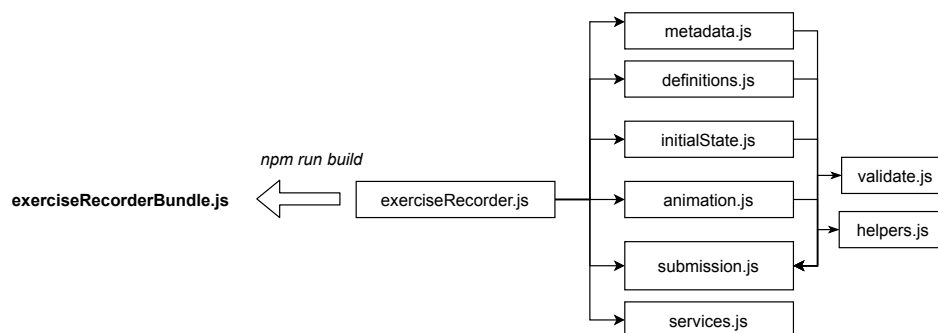 metadata.js
definitions.js
initialState.js
npm run build
validate.js
exerciseRecorderBundle.js
exerciseRecorder.js
animation.js
helpers.js
submission.js
services.js